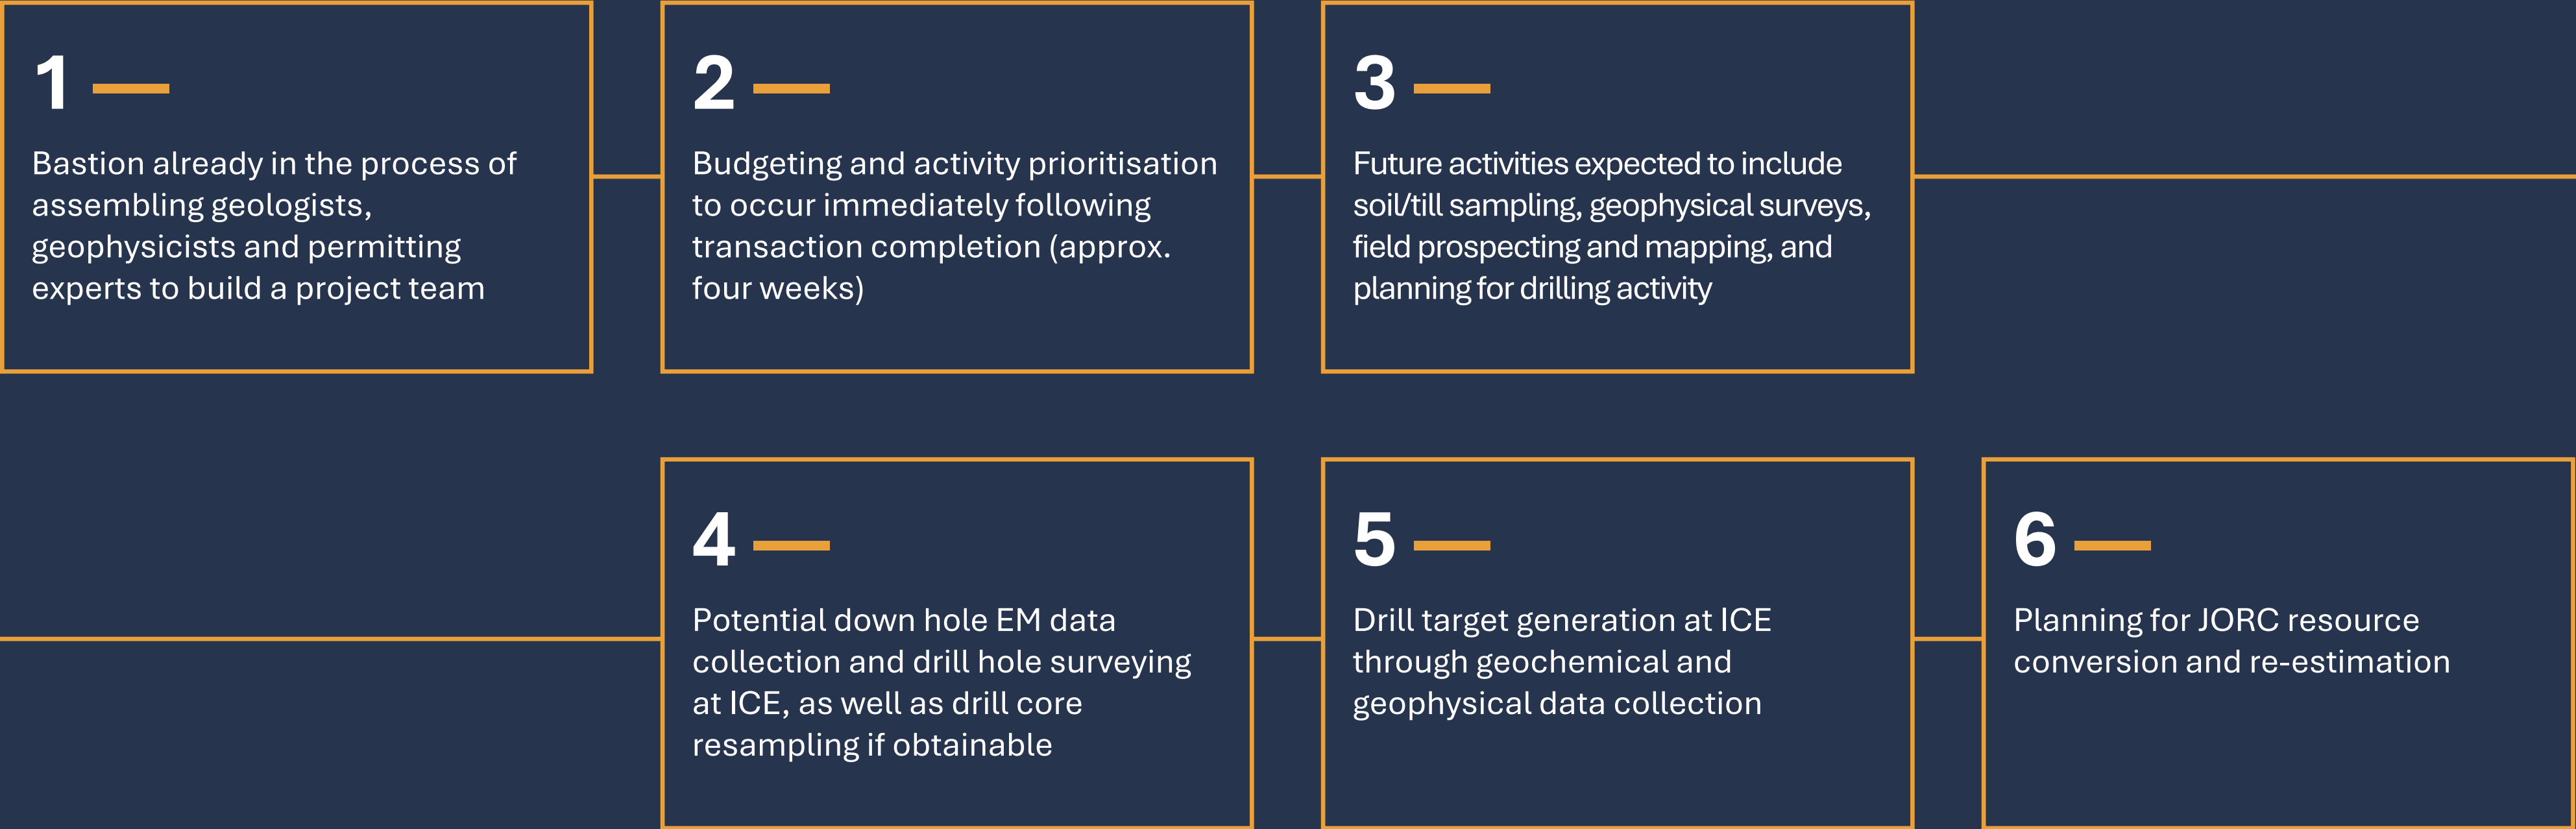 1
Bastion already in the process of
assembling geologists,
geophysicists and permitting
experts to build a project team
2
Budgeting and activity prioritisation
to occur immediately following
transaction completion (approx.
four weeks)
3
Future activities expected to include
soil/till sampling, geophysical surveys,
field prospecting and mapping, and
planning for drilling activity
4
Potential down hole EM data
collection and drill hole surveying
at ICE, as well as drill core
resampling if obtainable
5
Drill target generation at ICE
through geochemical and
geophysical data collection
6
Planning for JORC resource
conversion and re-estimation